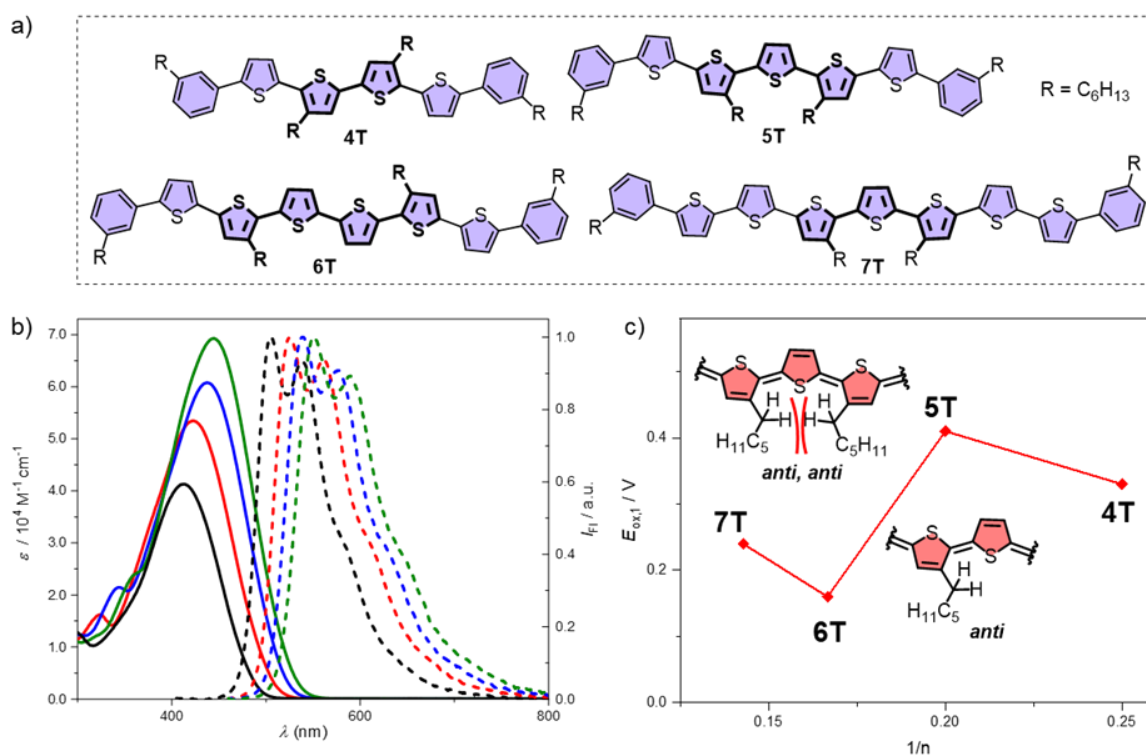 a)
R
S
S
R
S
S
R
R
4T
R
S
S
S
S
S
R
R
R
5T
R = C6H13
R
S
S
S
S
S
S
R
R
R
6T
R
S
S
S
S
S
S
S
R
R
R
7T
b)
7.0
6.0
5.0
4.0
3.0
2.0
1.0
0.0
ε / 10⁴ M⁻¹ cm⁻¹
1.0
0.8
0.6
0.4
0.2
0.0
IFl / a.u.
400
600
800
λ (nm)
c)
0.4
0.2
0.0
Eox,1 / V
S
S
S
H
H
H
H
H11C5
C5H11
anti, anti
5T
4T
7T
6T
S
S
H
H
H11C5
anti
0.15
0.20
0.25
1/n